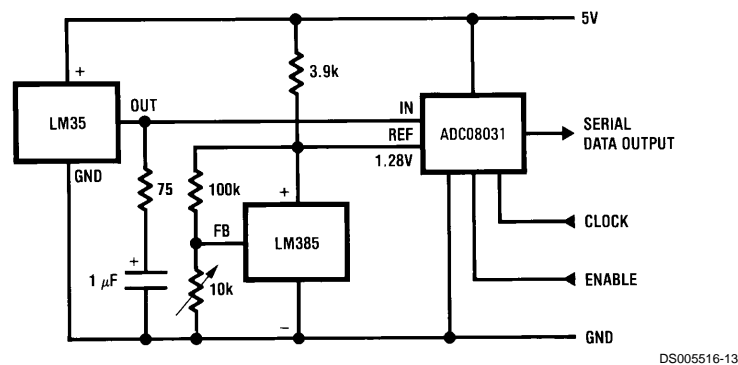 5V
+
3.9k
LM35
OUT
IN
ADC08031
SERIAL
DATA OUTPUT
REF
1.28V
GND
75
100k
+
CLOCK
FB
LM385
+
1 μF
10k
ENABLE
–
GND
DS005516-13